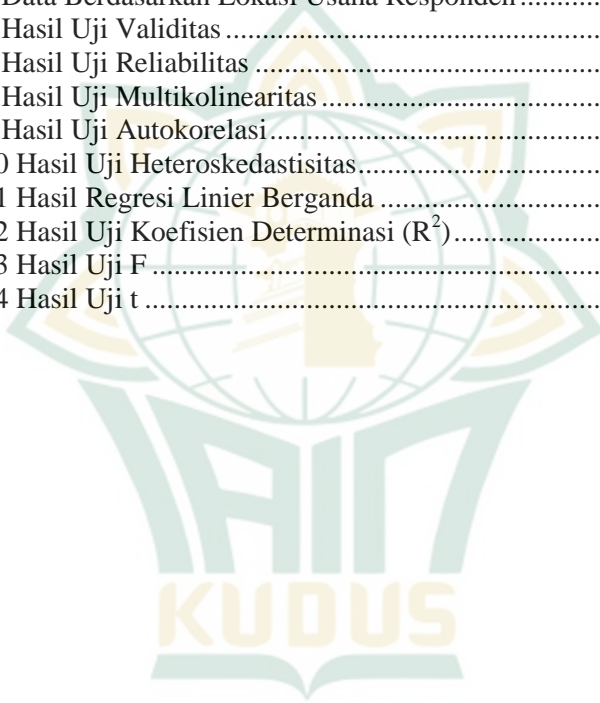 Data Berdasarkan Lokasi Usaha Responden..........
Hasil Uji Validitas..........
Hasil Uji Reliabilitas..........
Hasil Uji Multikolinearitas..........
Hasil Uji Autokorelasi..........
0 Hasil Uji Heteroskedastisitas..........
1 Hasil Regresi Linier Berganda..........
2 Hasil Uji Koefisien Determinasi (R²)..........
3 Hasil Uji F..........
4 Hasil Uji t..........
IAIN
KUDUS